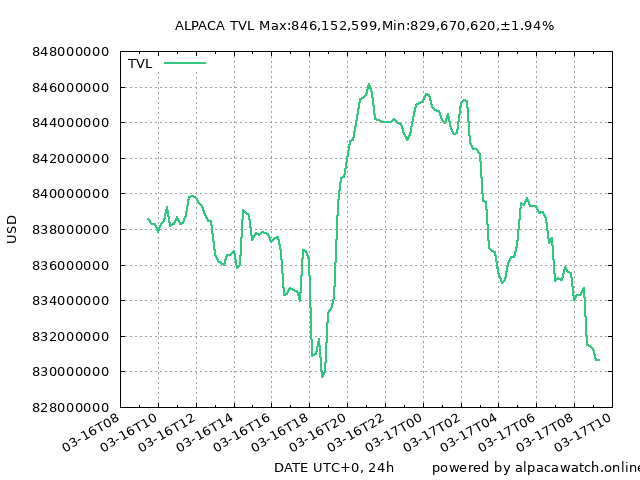 ALPACA TVL Max:846,152,599,Min:829,670,620,±1.94%
TVL
848000000
846000000
844000000
842000000
840000000
838000000
836000000
834000000
832000000
830000000
828000000
USD
03-16T08
03-16T10
03-16T12
03-16T14
03-16T16
03-16T18
03-16T20
03-16T22
03-17T00
03-17T02
03-17T04
03-17T06
03-17T08
03-17T10
DATE UTC+0, 24h
powered by alpacawatch.online